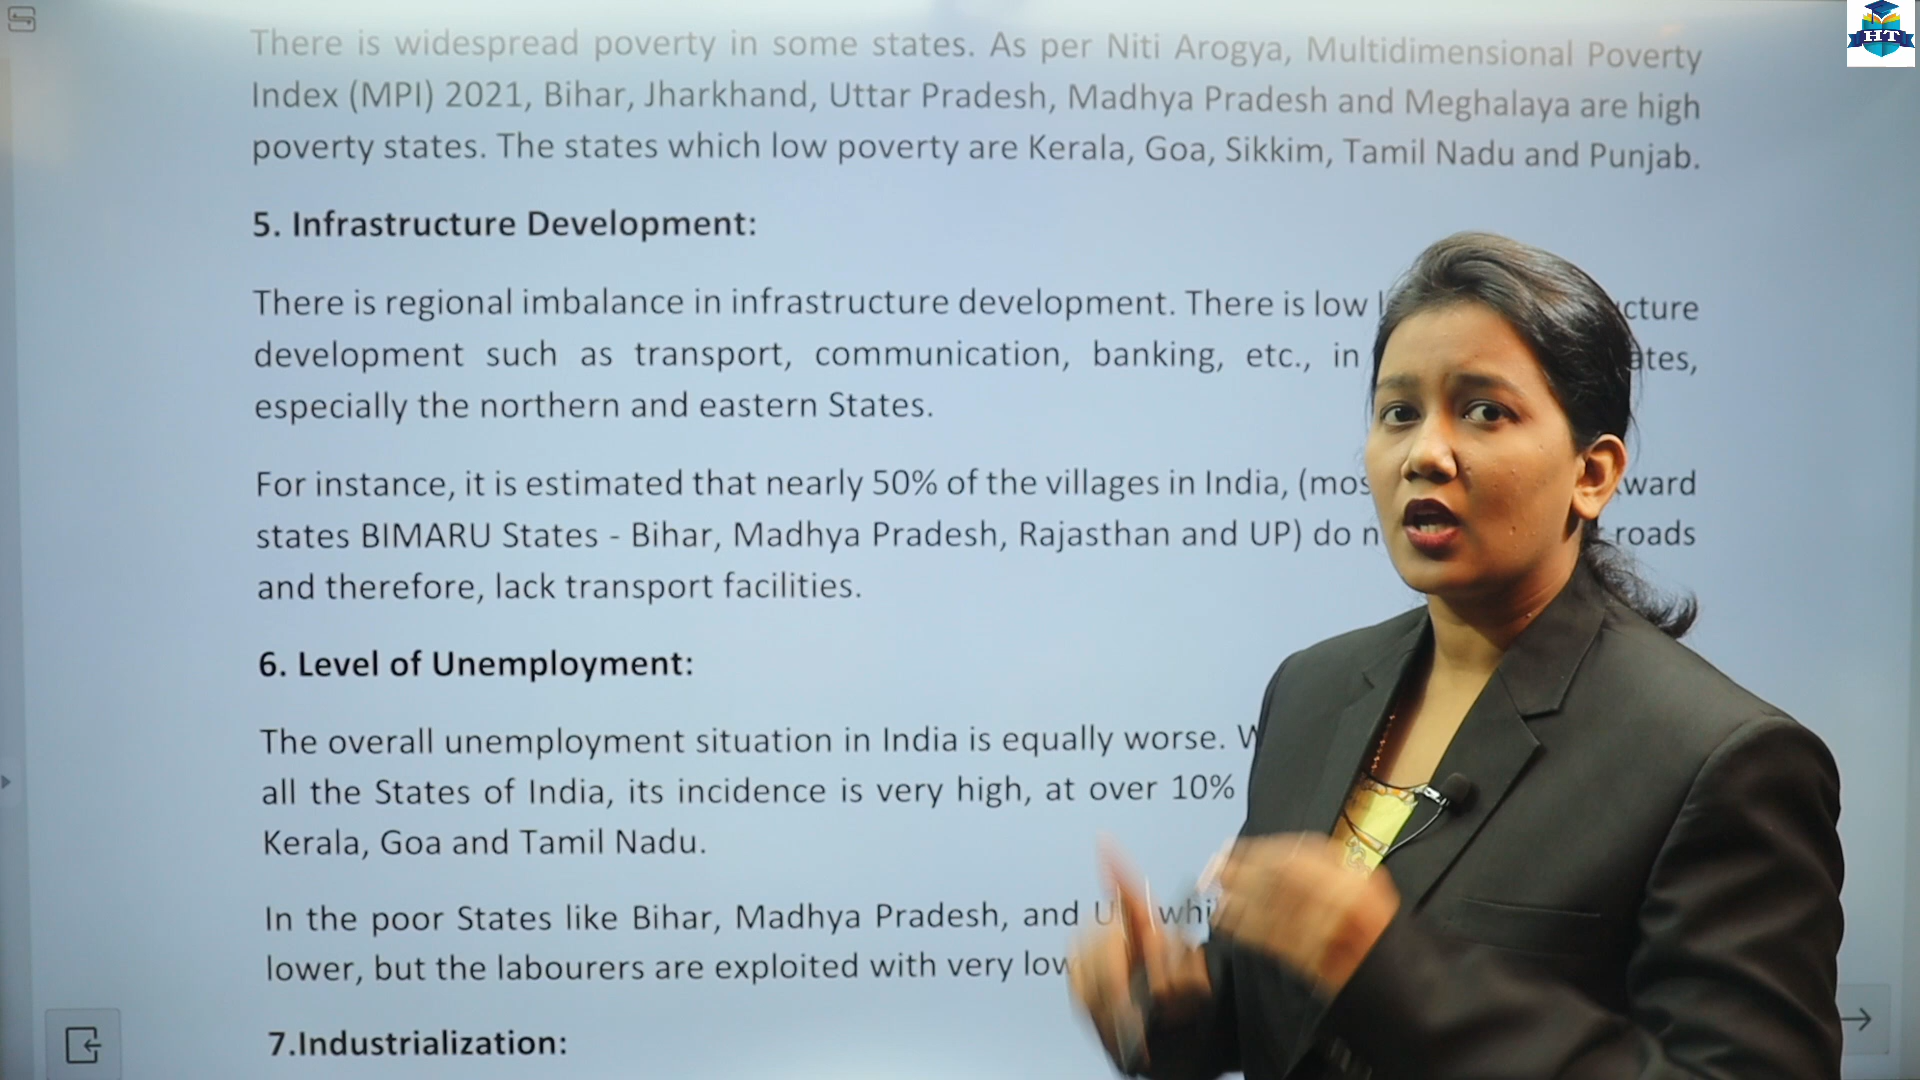 There is widespread poverty in some states. As per Niti Arogya, Multidimensional Poverty
Index (MPI) 2021, Bihar, Jharkhand, Uttar Pradesh, Madhya Pradesh and Meghalaya are high
poverty states. The states which low poverty are Kerala, Goa, Sikkim, Tamil Nadu and Punjab.
5. Infrastructure Development:
There is regional imbalance in infrastructure development. There is low
development such as transport, communication, banking, etc., in
especially the northern and eastern States.
For instance, it is estimated that nearly 50% of the villages in India,
states BIMARU States - Bihar, Madhya Pradesh, Rajasthan and UP) do roads
and therefore, lack transport facilities.
6. Level of Unemployment:
The overall unemployment situation in India is equally worse.
all the States of India, its incidence is very high, at over 10%
Kerala, Goa and Tamil Nadu.
In the poor States like Bihar, Madhya Pradesh, and
lower, but the labourers are exploited with very
7.Industrialization:
HT